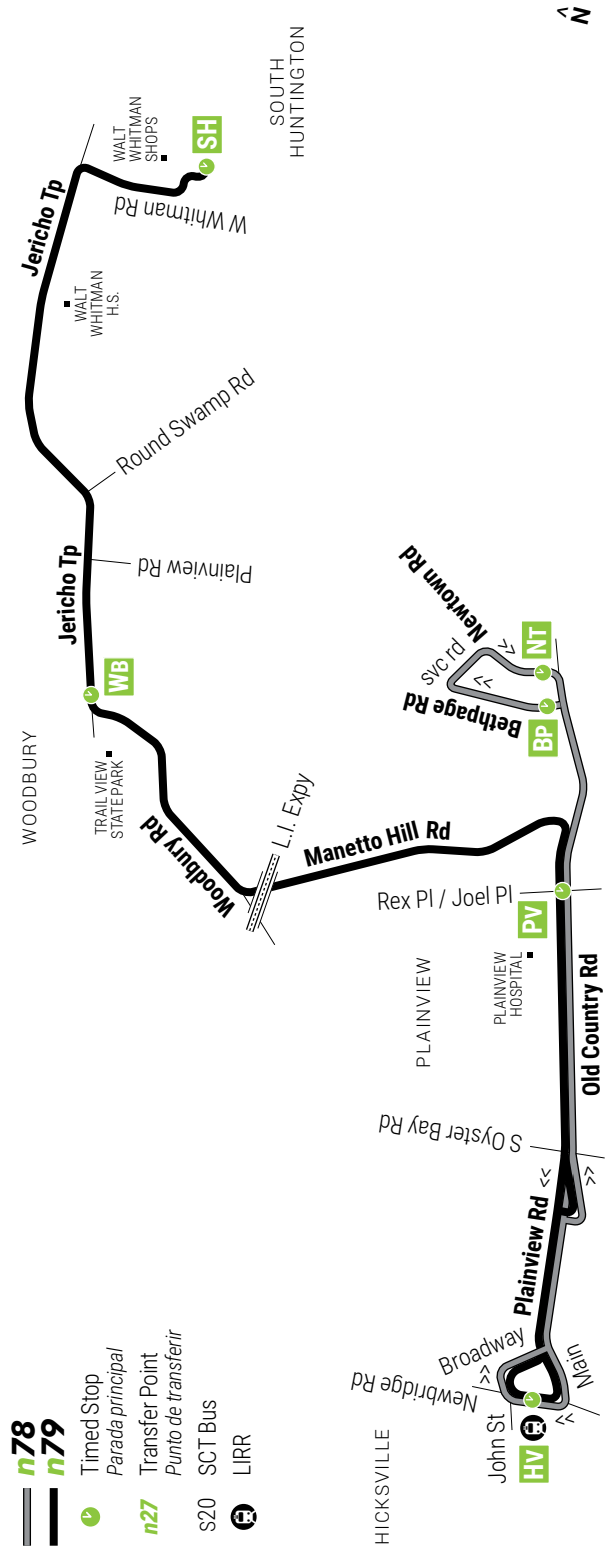 n78
n79
Timed Stop
Parada principal
n27 Transfer Point
Punto de transferir
S20 SCT Bus
LIRR
HICKSVILLE
HV
John St
Newbridge Rd
Broadway
Main
>>
>>
Plainview Rd
<<
>>
S Oyster Bay Rd
Old Country Rd
PLAINVIEW
PLAINVIEW
HOSPITAL
PV
Rex Pl / Joel Pl
Manetto Hill Rd
L.I. Expy
Woodbury Rd
BP
NT
Bethpage Rd
svc rd
Newtown Rd
>>
>>
WOODBURY
TRAIL VIEW
STATE PARK
WB
Jericho Tp
Plainview Rd
Round Swamp Rd
WALT
WHITMAN
H.S.
Jericho Tp
W Whitman Rd
WALT
WHITMAN
SHOPS
SH
SOUTH
HUNTINGTON
N